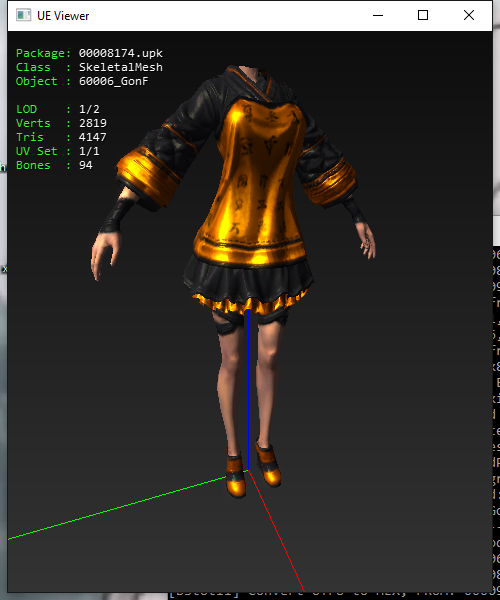 UE Viewer
Package: 00008174.upk
Class : SkeletalMesh
Object : 60006_GonF
LOD : 1/2
Verts : 2819
Tris : 4147
UV Set : 1/1
Bones : 94